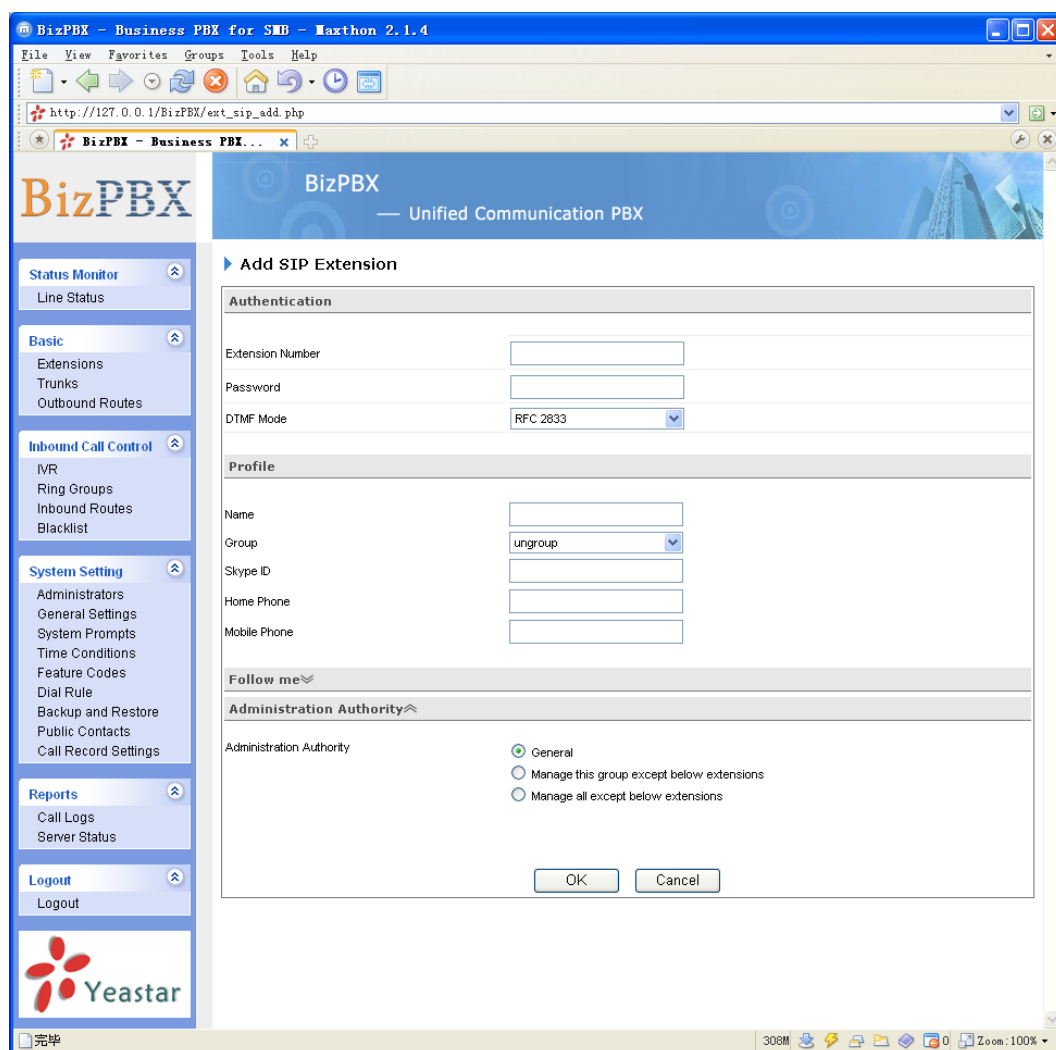 BizPBX - Business PBX for SMB - Maxthon 2.1.4
File View Favorites Groups Tools Help
http://127.0.0.1/BizPBX/ext_sip_add.php
BizPBX - Business PBX...
BizPBX
BizPBX
— Unified Communication PBX
Status Monitor
Line Status
Basic
Extensions
Trunks
Outbound Routes
Inbound Call Control
IVR
Ring Groups
Inbound Routes
Blacklist
System Setting
Administrators
General Settings
System Prompts
Time Conditions
Feature Codes
Dial Rule
Backup and Restore
Public Contacts
Call Record Settings
Reports
Call Logs
Server Status
Logout
Logout
Yeastar
Add SIP Extension
Authentication
Extension Number
Password
DTMF Mode RFC 2833
Profile
Name
Group ungroup
Skype ID
Home Phone
Mobile Phone
Follow me
Administration Authority
Administration Authority General
Manage this group except below extensions
Manage all except below extensions
OK Cancel
完毕 308M 0 Zoom:100%